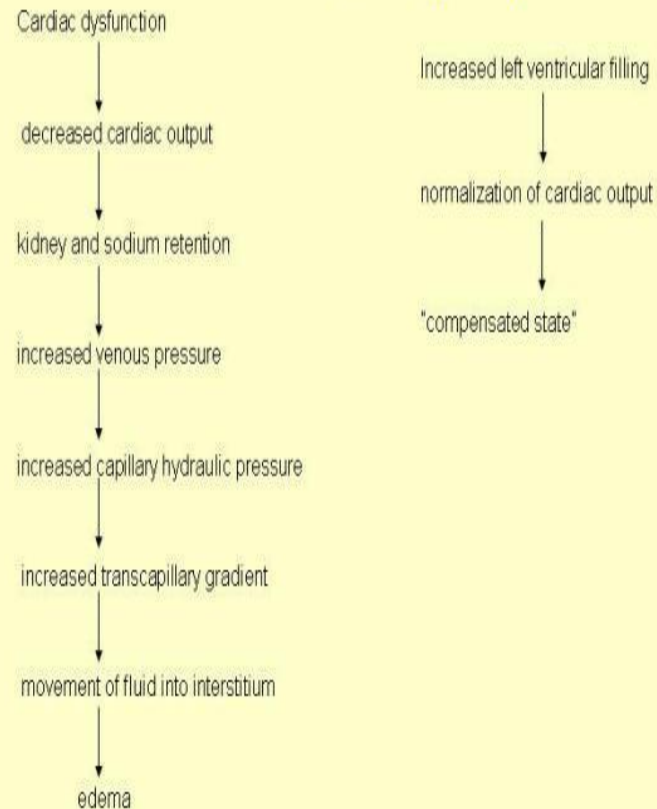 Cardiac dysfunction
decreased cardiac output
kidney and sodium retention
increased venous pressure
increased capillary hydraulic pressure
increased transcapillary gradient
movement of fluid into interstitium
edema
Increased left ventricular filling
normalization of cardiac output
"compensated state"